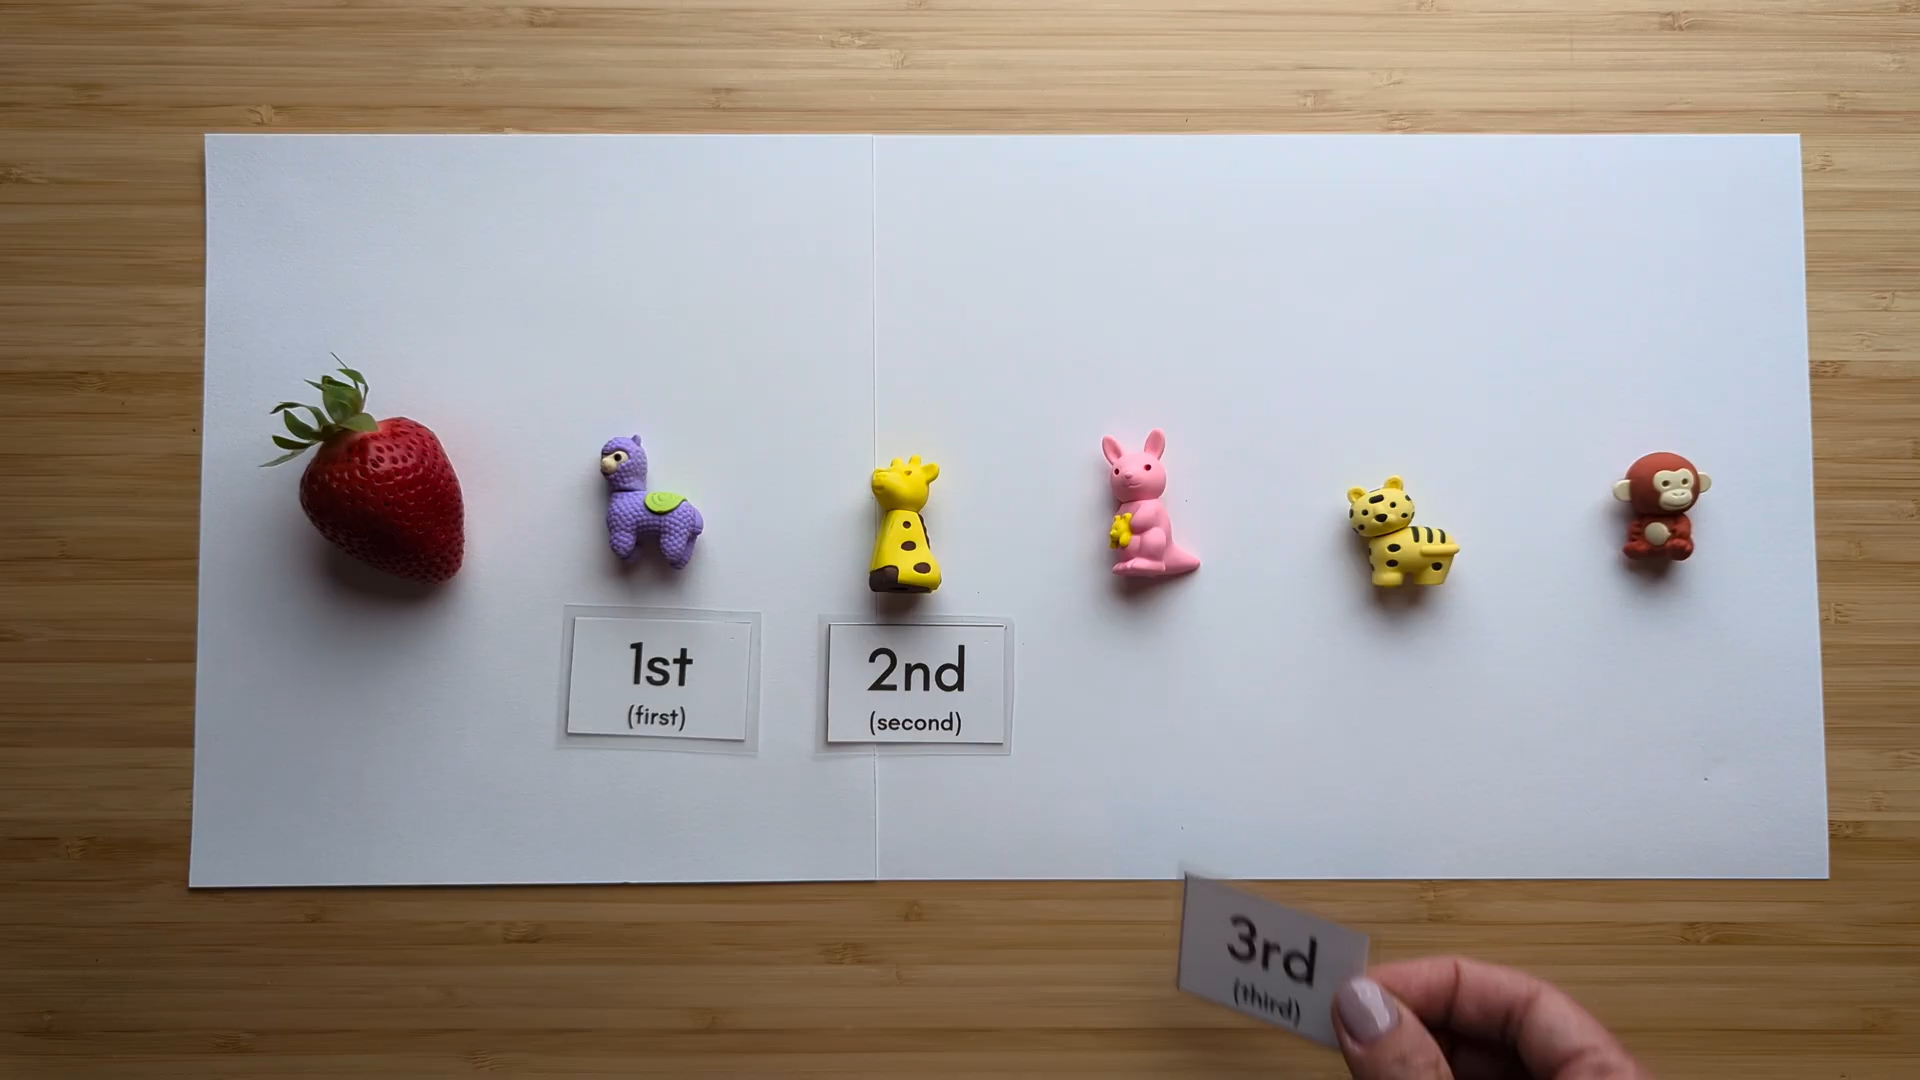 1st
(first)
2nd
(second)
3rd
(third)